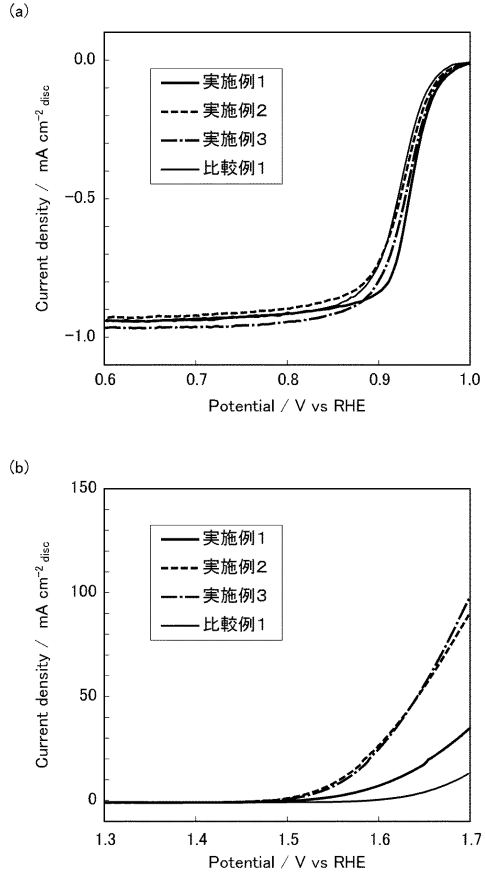 (a)
0.0
-0.5
-1.0
Current density / mA cm⁻² disc
実施例1
実施例2
実施例3
比較例1
0.6 0.7 0.8 0.9 1.0
Potential / V vs RHE
(b)
150
100
50
0
Current density / mA cm⁻² disc
実施例1
実施例2
実施例3
比較例1
1.3 1.4 1.5 1.6 1.7
Potential / V vs RHE